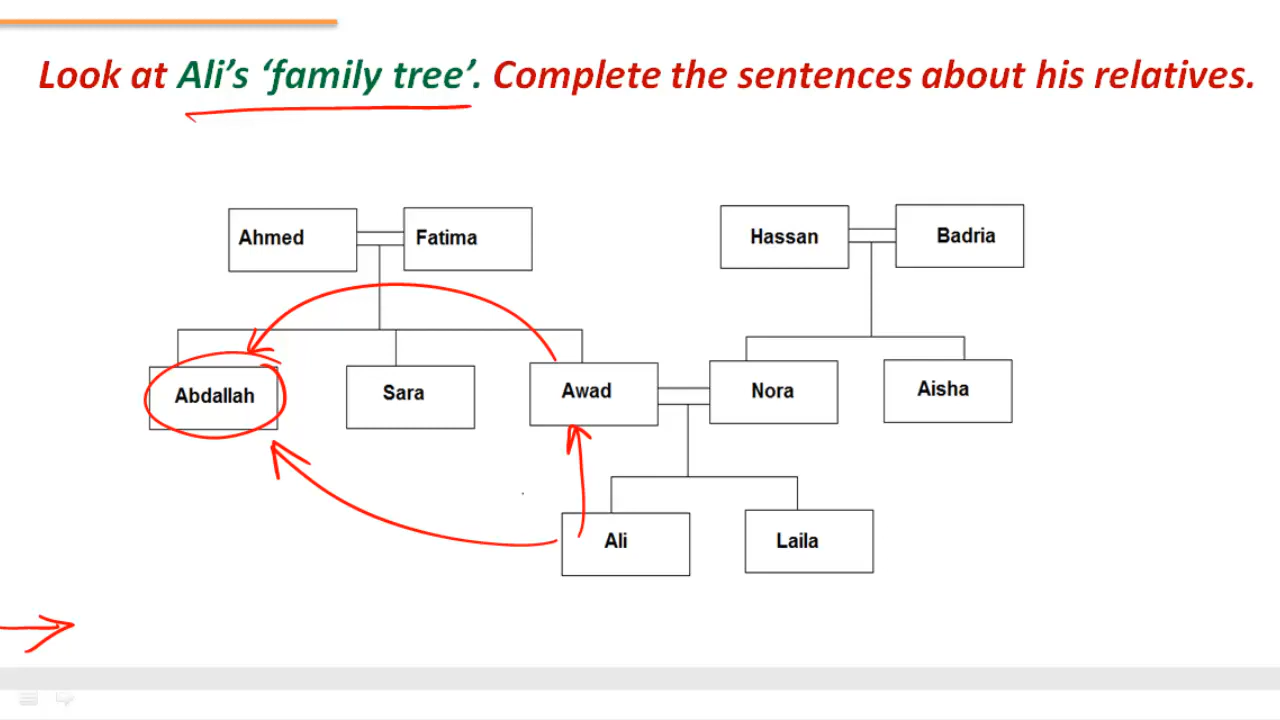 Look at Ali’s ‘family tree’. Complete the sentences about his relatives.
Ahmed
Fatima
Hassan
Badria
Abdallah
Sara
Awad
Nora
Aisha
Ali
Laila